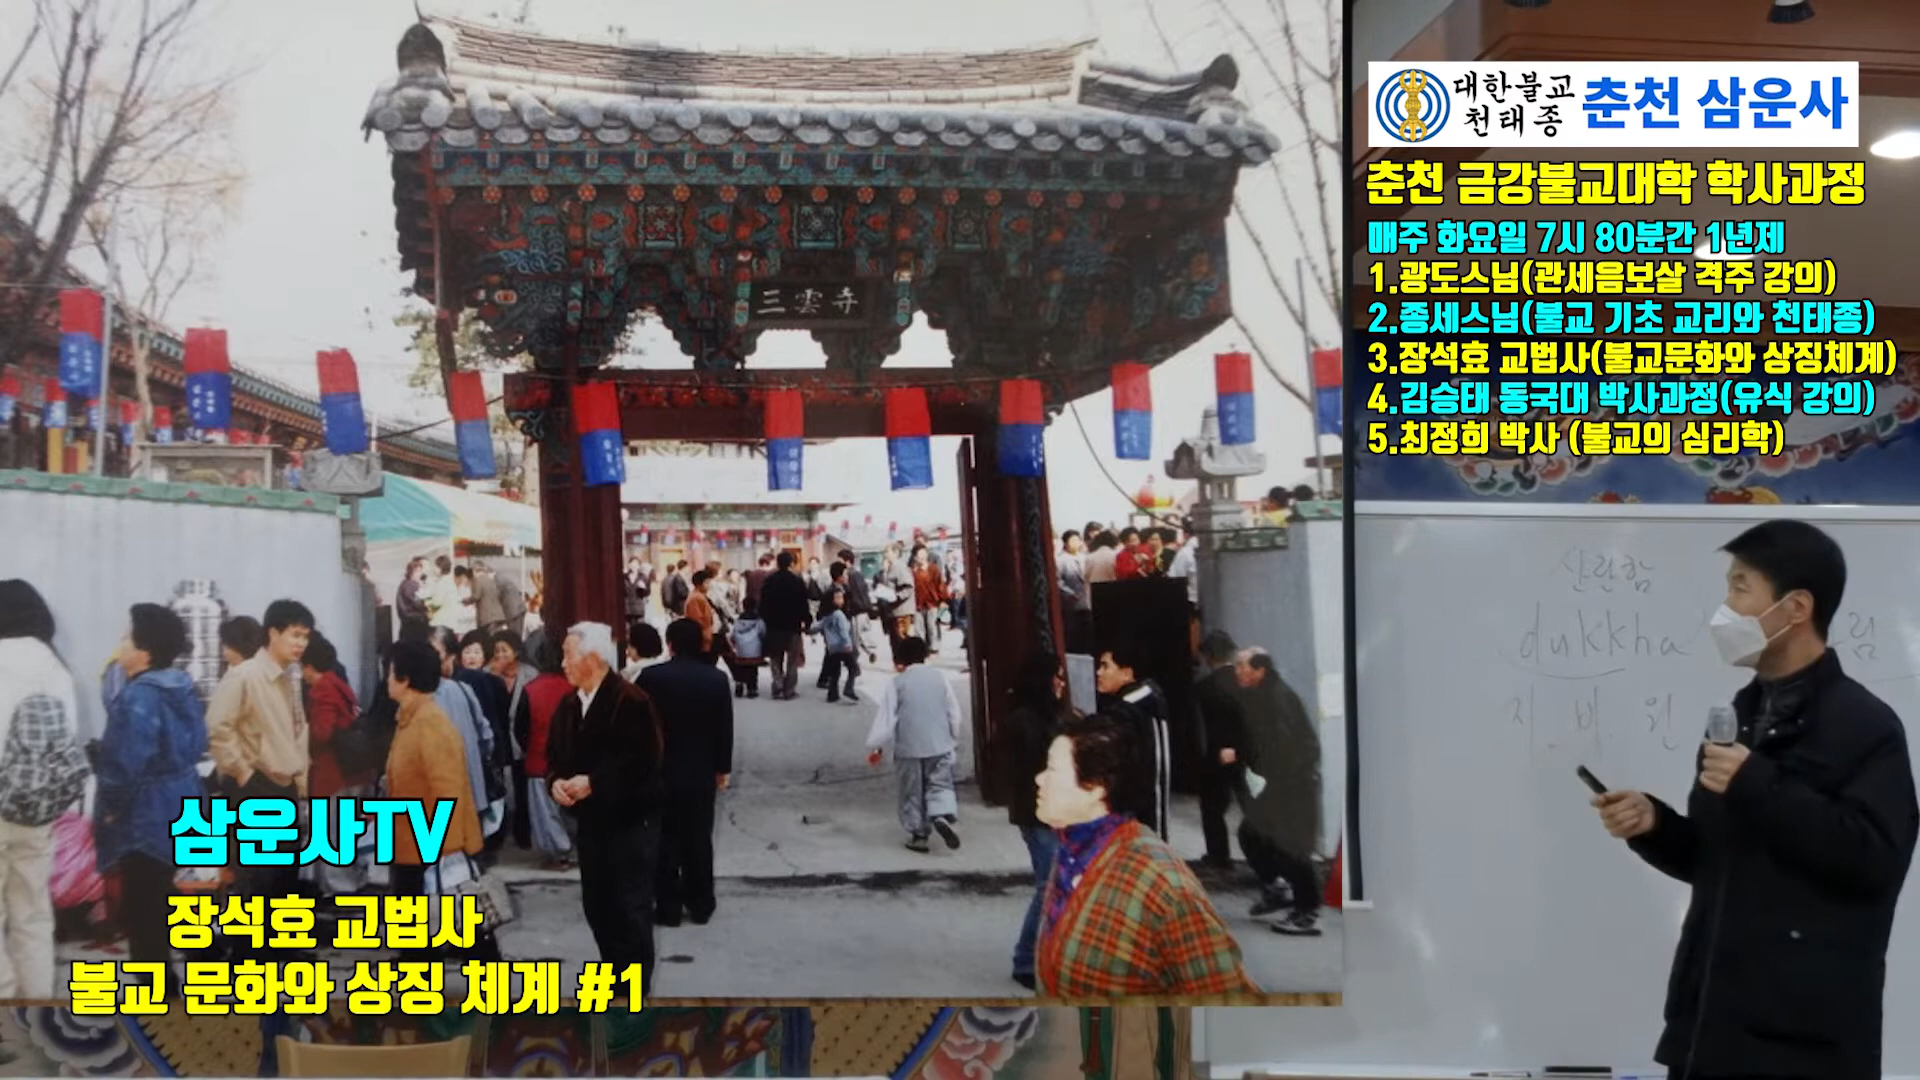 三雲寺
삼운사TV
장석효 교법사
불교 문화와 상징 체계 #1
대한불교
천태종
춘천 삼운사
춘천 금강불교대학 학사과정
매주 화요일 7시 80분간 1년제
1.광도스님(관세음보살 격주 강의)
2.종세스님(불교 기초 교리와 천태종)
3.장석효 교법사(불교문화와 상징체계)
4.김승태 동국대 박사과정(유식 강의)
5.최정희 박사 (불교의 심리학)
산란함
dukkha